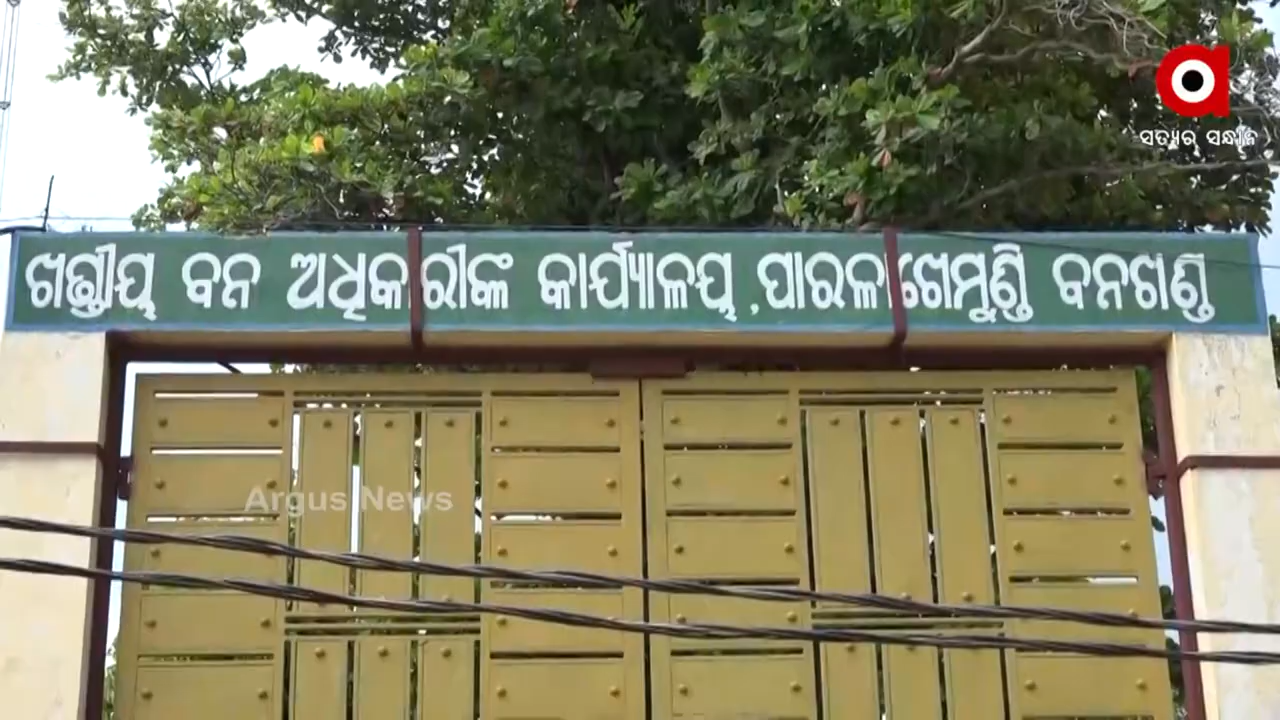 ସତ୍ୟର ସନ୍ଧାନ
ଖଣ୍ଡୀୟ ବନ ଅଧିକାରୀଙ୍କ କାର୍ଯ୍ୟାଳୟ ,ପାରଳାଖେମୁଣ୍ଡି ବନଖଣ୍ଡ
Argus News